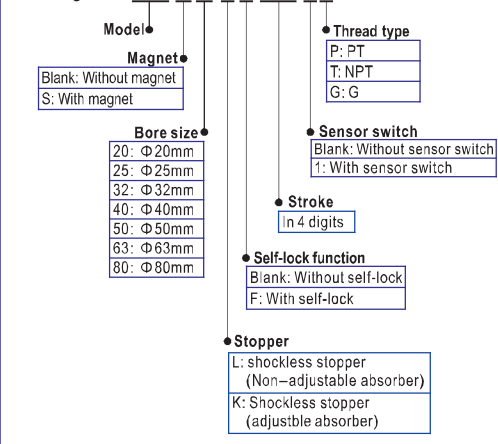 Model
Thread type
P: PT
T: NPT
G: G
Magnet
Blank: Without magnet
S: With magnet
Bore size
20: Φ20mm
25: Φ25mm
32: Φ32mm
40: Φ40mm
50: Φ50mm
63: Φ63mm
80: Φ80mm
Sensor switch
Blank: Without sensor switch
1: With sensor switch
Stroke
In 4 digits
Self-lock function
Blank: Without self-lock
F: With self-lock
Stopper
L: shockless stopper
(Non-adjustable absorber)
K: Shockless stopper
(adjustble absorber)